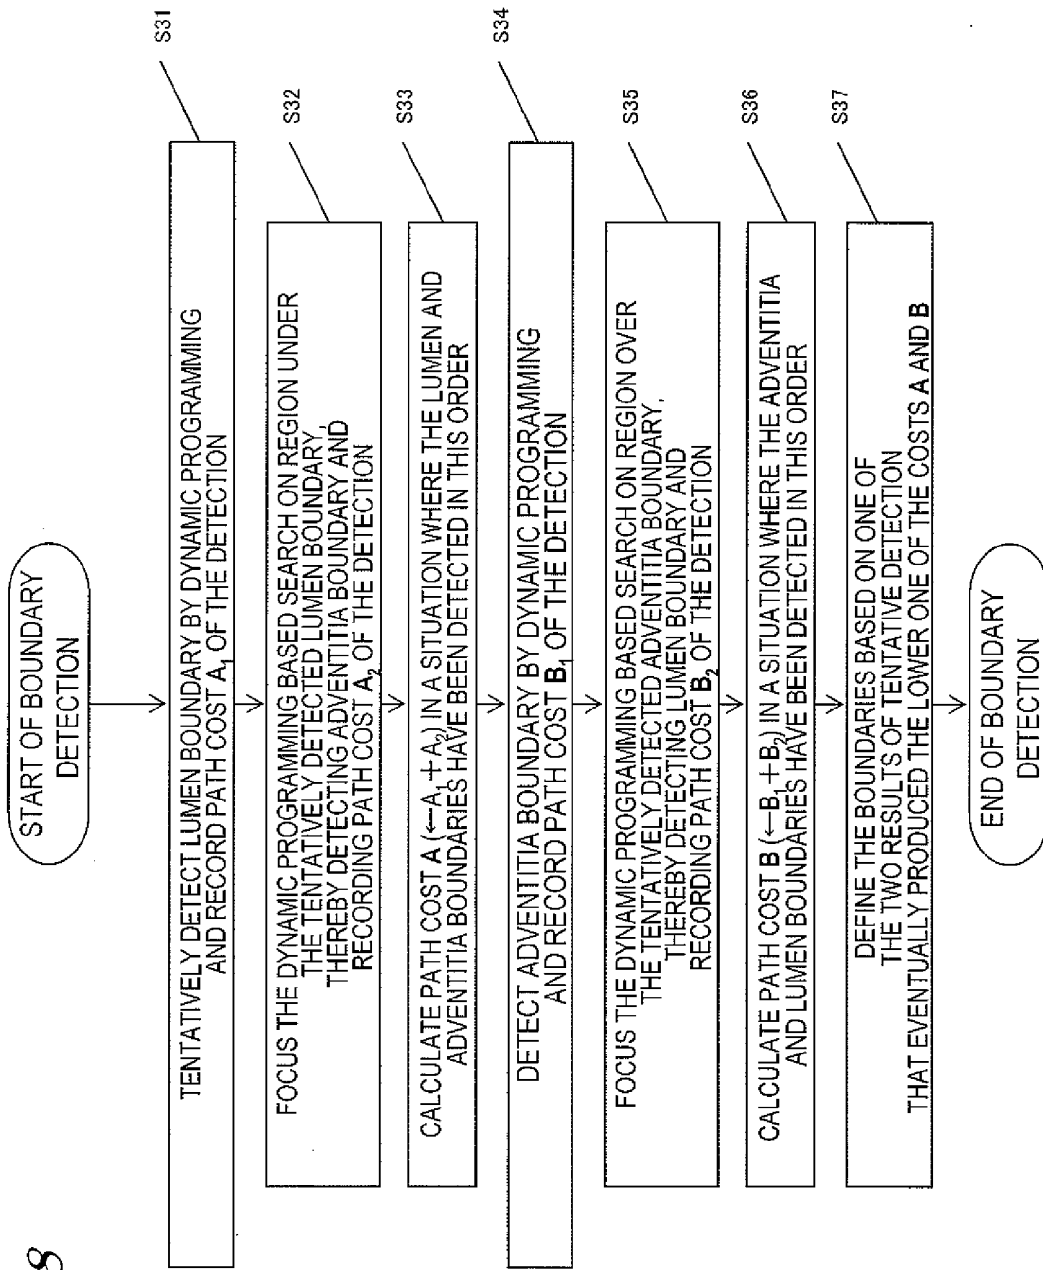 8
START OF BOUNDARY
DETECTION
S31
TENTATIVELY DETECT LUMEN BOUNDARY BY DYNAMIC PROGRAMMING
AND RECORD PATH COST A₁ OF THE DETECTION
S32
FOCUS THE DYNAMIC PROGRAMMING BASED SEARCH ON REGION UNDER
THE TENTATIVELY DETECTED LUMEN BOUNDARY,
THEREBY DETECTING ADVENTITIA BOUNDARY AND
RECORDING PATH COST A₂ OF THE DETECTION
S33
CALCULATE PATH COST A (←A₁+A₂) IN A SITUATION WHERE THE LUMEN AND
ADVENTITIA BOUNDARIES HAVE BEEN DETECTED IN THIS ORDER
S34
DETECT ADVENTITIA BOUNDARY BY DYNAMIC PROGRAMMING
AND RECORD PATH COST B₁ OF THE DETECTION
S35
FOCUS THE DYNAMIC PROGRAMMING BASED SEARCH ON REGION OVER
THE TENTATIVELY DETECTED ADVENTITIA BOUNDARY,
THEREBY DETECTING LUMEN BOUNDARY AND
RECORDING PATH COST B₂ OF THE DETECTION
S36
CALCULATE PATH COST B (←B₁+B₂) IN A SITUATION WHERE THE ADVENTITIA
AND LUMEN BOUNDARIES HAVE BEEN DETECTED IN THIS ORDER
S37
DEFINE THE BOUNDARIES BASED ON ONE OF
THE TWO RESULTS OF TENTATIVE DETECTION
THAT EVENTUALLY PRODUCED THE LOWER ONE OF THE COSTS A AND B
END OF BOUNDARY
DETECTION